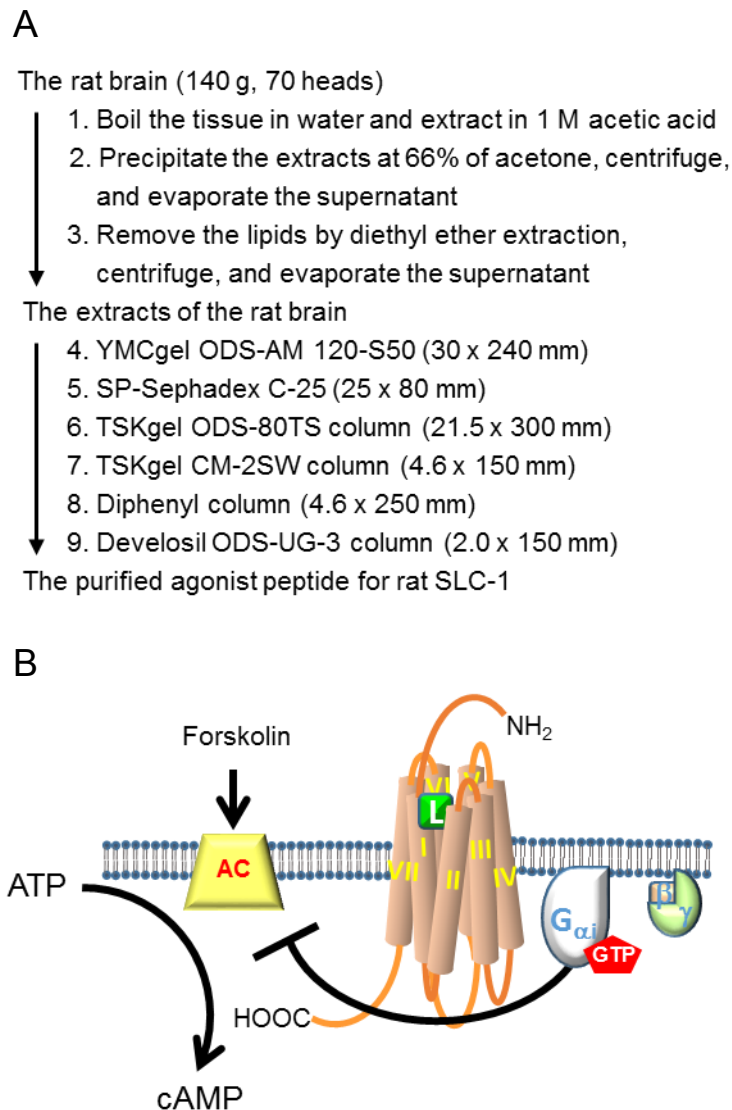 A
The rat brain (140 g, 70 heads)
1. Boil the tissue in water and extract in 1 M acetic acid
2. Precipitate the extracts at 66% of acetone, centrifuge,
and evaporate the supernatant
3. Remove the lipids by diethyl ether extraction,
centrifuge, and evaporate the supernatant
The extracts of the rat brain
4. YMCgel ODS-AM 120-S50 (30 x 240 mm)
5. SP-Sephadex C-25 (25 x 80 mm)
6. TSKgel ODS-80TS column (21.5 x 300 mm)
7. TSKgel CM-2SW column (4.6 x 150 mm)
8. Diphenyl column (4.6 x 250 mm)
9. Develosil ODS-UG-3 column (2.0 x 150 mm)
The purified agonist peptide for rat SLC-1
B
Forskolin
NH₂
VI V
L
AC
I
III
VII
II
IV
ATP
β
γ
Gαi
GTP
HOOC
cAMP